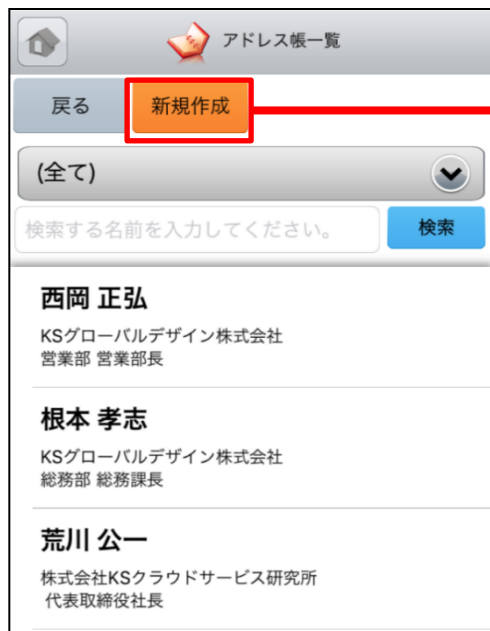 アドレス帳一覧
戻る
新規作成
(全て)
検索する名前を入力してください。
検索
西岡 正弘
KSグローバルデザイン株式会社
営業部 営業部長
根本 孝志
KSグローバルデザイン株式会社
総務部 総務課長
荒川 公一
株式会社KSクラウドサービス研究所
代表取締役社長